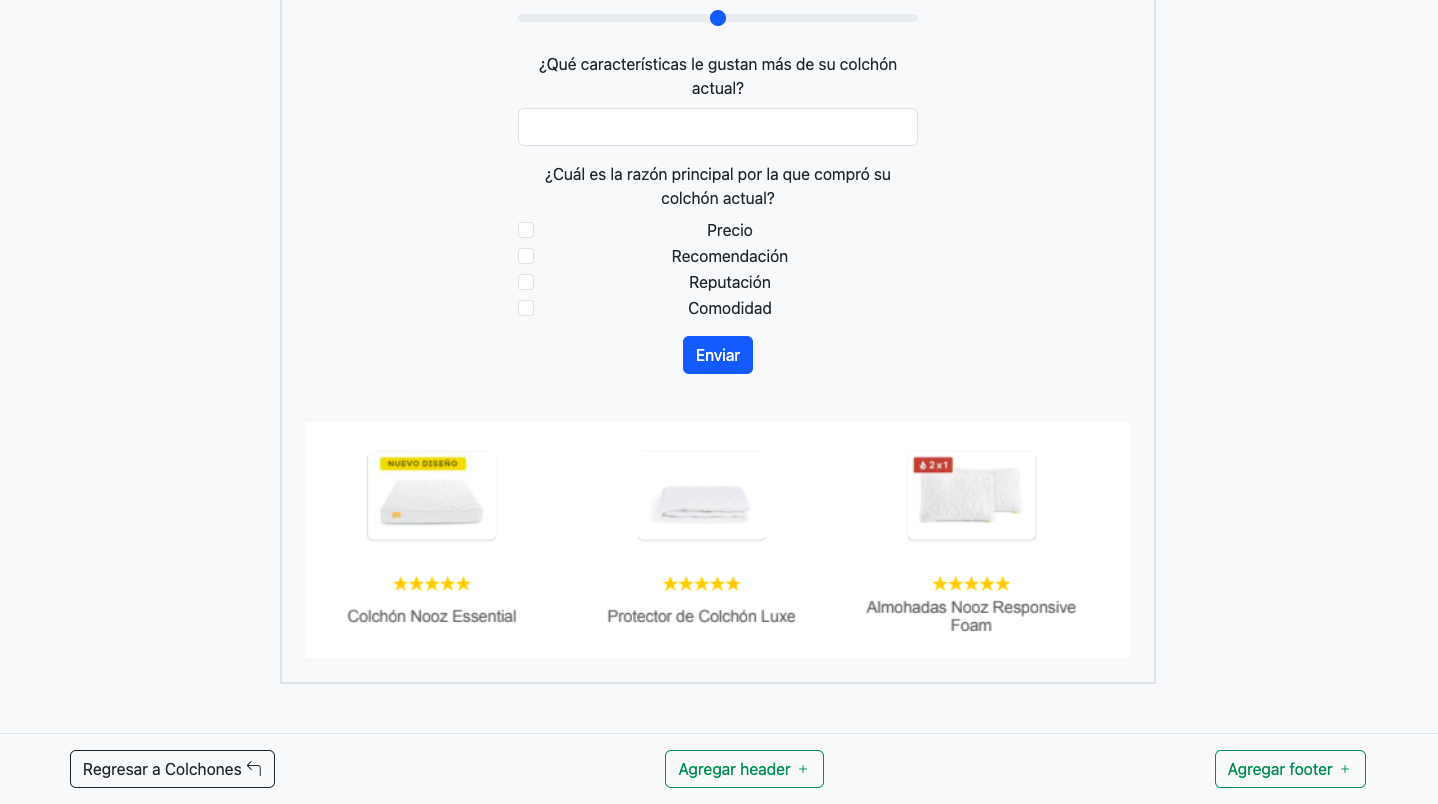 ¿Qué características le gustan más de su colchón
actual?
¿Cuál es la razón principal por la que compró su
colchón actual?
Precio
Recomendación
Reputación
Comodidad
Enviar
NUEVO DISEÑO
2x1
Colchón Nooz Essential
Protector de Colchón Luxe
Almohadas Nooz Responsive
Foam
Regresar a Colchones
Agregar header +
Agregar footer +